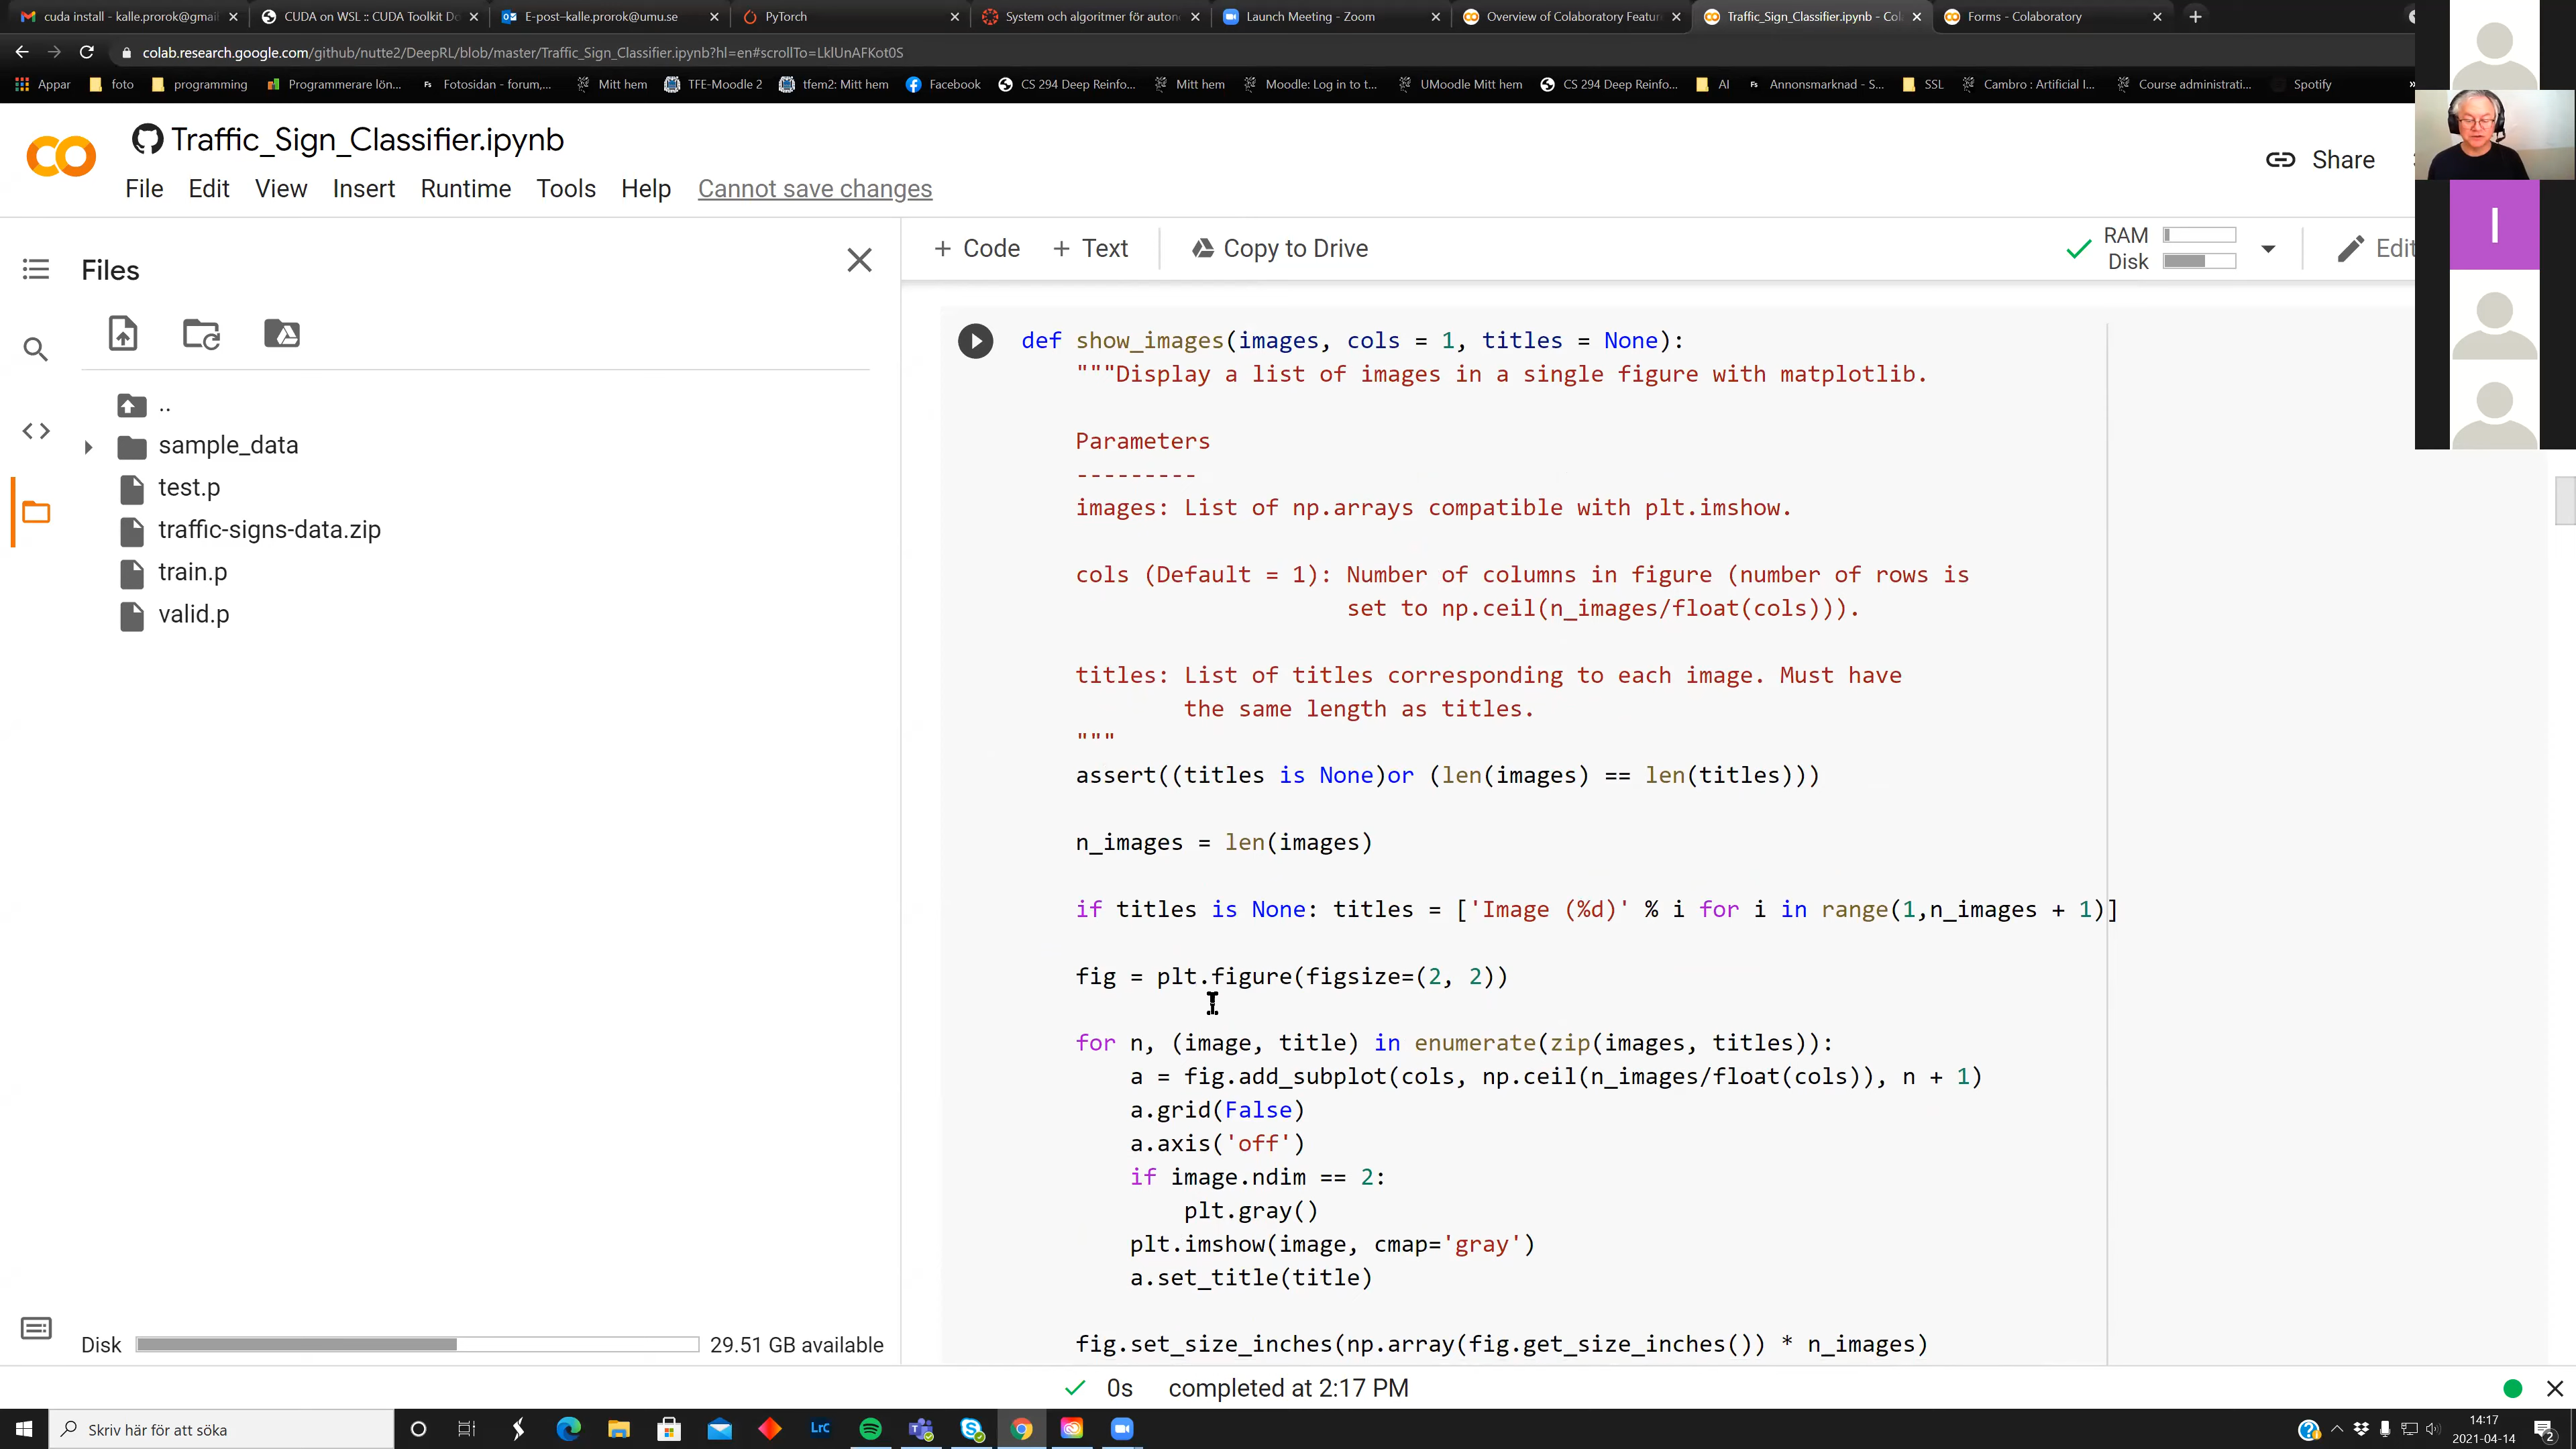 cuda install - kalle.prorok@gmai
CUDA on WSL :: CUDA Toolkit Do
E-post–kalle.prorok@umu.se
PyTorch
System och algoritmer för auton
Launch Meeting - Zoom
Overview of Colaboratory Featur
Traffic_Sign_Classifier.ipynb - Col
Forms - Colaboratory
colab.research.google.com/github/nutte2/DeepRL/blob/master/Traffic_Sign_Classifier.ipynb?hl=en#scrollTo=LklUnAFKot0S
Appar
foto
programming
Programmerare lön...
Fs Fotosidan - forum,...
Mitt hem
TFE-Moodle 2
tfem2: Mitt hem
Facebook
CS 294 Deep Reinfo...
Mitt hem
Moodle: Log in to t...
UMoodle Mitt hem
CS 294 Deep Reinfo...
AI
Fs Annonsmarknad - S...
SSL
Cambro : Artificial I...
Course administrati...
Spotify
»
Traffic_Sign_Classifier.ipynb
File Edit View Insert Runtime Tools Help Cannot save changes
Share
Files
+ Code + Text Copy to Drive
RAM
Disk
Edit
I
..
sample_data
test.p
traffic-signs-data.zip
train.p
valid.p
def show_images(images, cols = 1, titles = None):
"""Display a list of images in a single figure with matplotlib.
Parameters
---------
images: List of np.arrays compatible with plt.imshow.
cols (Default = 1): Number of columns in figure (number of rows is
set to np.ceil(n_images/float(cols))).
titles: List of titles corresponding to each image. Must have
the same length as titles.
"""
assert((titles is None)or (len(images) == len(titles)))
n_images = len(images)
if titles is None: titles = ['Image (%d)' % i for i in range(1,n_images + 1)]
fig = plt.figure(figsize=(2, 2))
for n, (image, title) in enumerate(zip(images, titles)):
a = fig.add_subplot(cols, np.ceil(n_images/float(cols)), n + 1)
a.grid(False)
a.axis('off')
if image.ndim == 2:
plt.gray()
plt.imshow(image, cmap='gray')
a.set_title(title)
fig.set_size_inches(np.array(fig.get_size_inches()) * n_images)
Disk 29.51 GB available
0s completed at 2:17 PM
Skriv här för att söka
LrC
14:17
2021-04-14
2